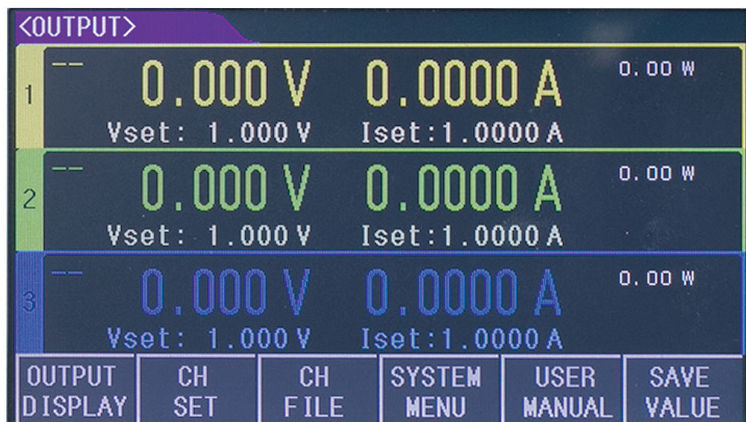 <OUTPUT>
1 -- 0.000 V 0.0000 A 0.00 W
Vset: 1.000 V Iset:1.0000 A
2 -- 0.000 V 0.0000 A 0.00 W
Vset: 1.000 V Iset:1.0000 A
3 -- 0.000 V 0.0000 A 0.00 W
Vset: 1.000 V Iset:1.0000 A
OUTPUT CH CH SYSTEM USER SAVE
DISPLAY SET FILE MENU MANUAL VALUE